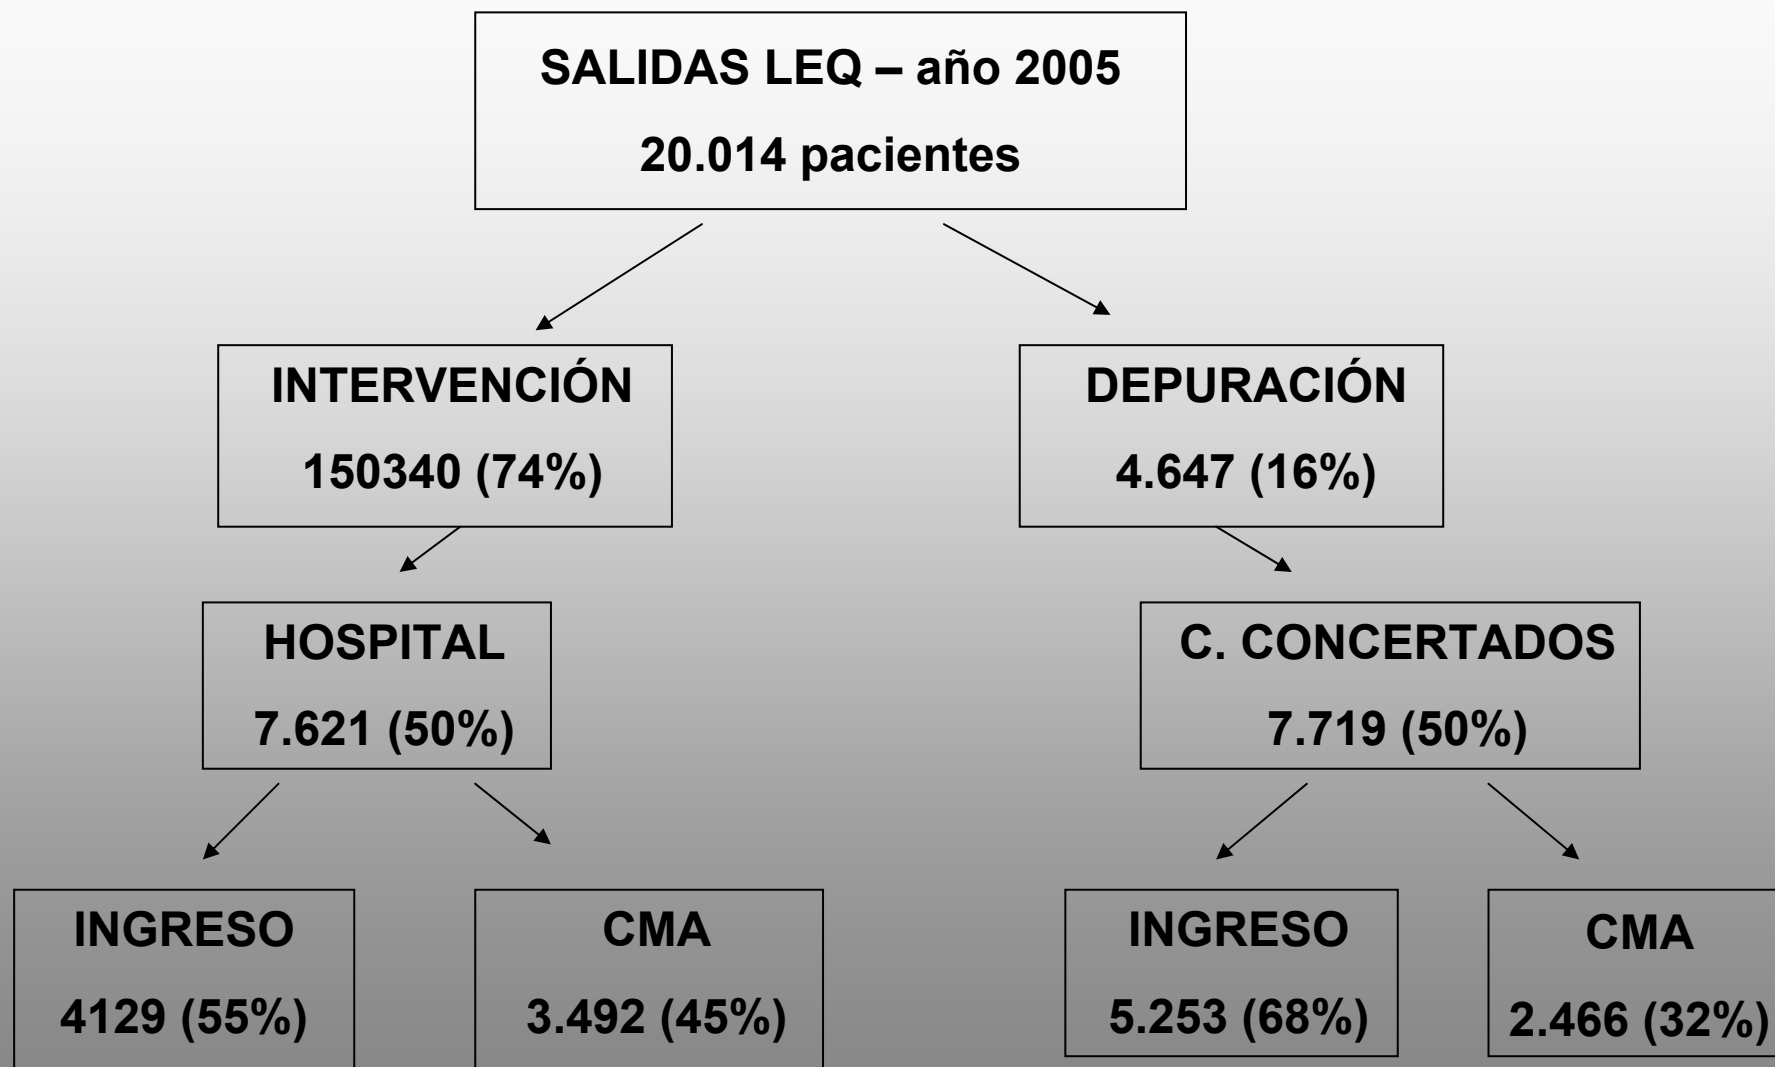 SALIDAS LEQ – año 2005
20.014 pacientes
INTERVENCIÓN
150340 (74%)
DEPURACIÓN
4.647 (16%)
HOSPITAL
7.621 (50%)
C. CONCERTADOS
7.719 (50%)
INGRESO
4129 (55%)
CMA
3.492 (45%)
INGRESO
5.253 (68%)
CMA
2.466 (32%)